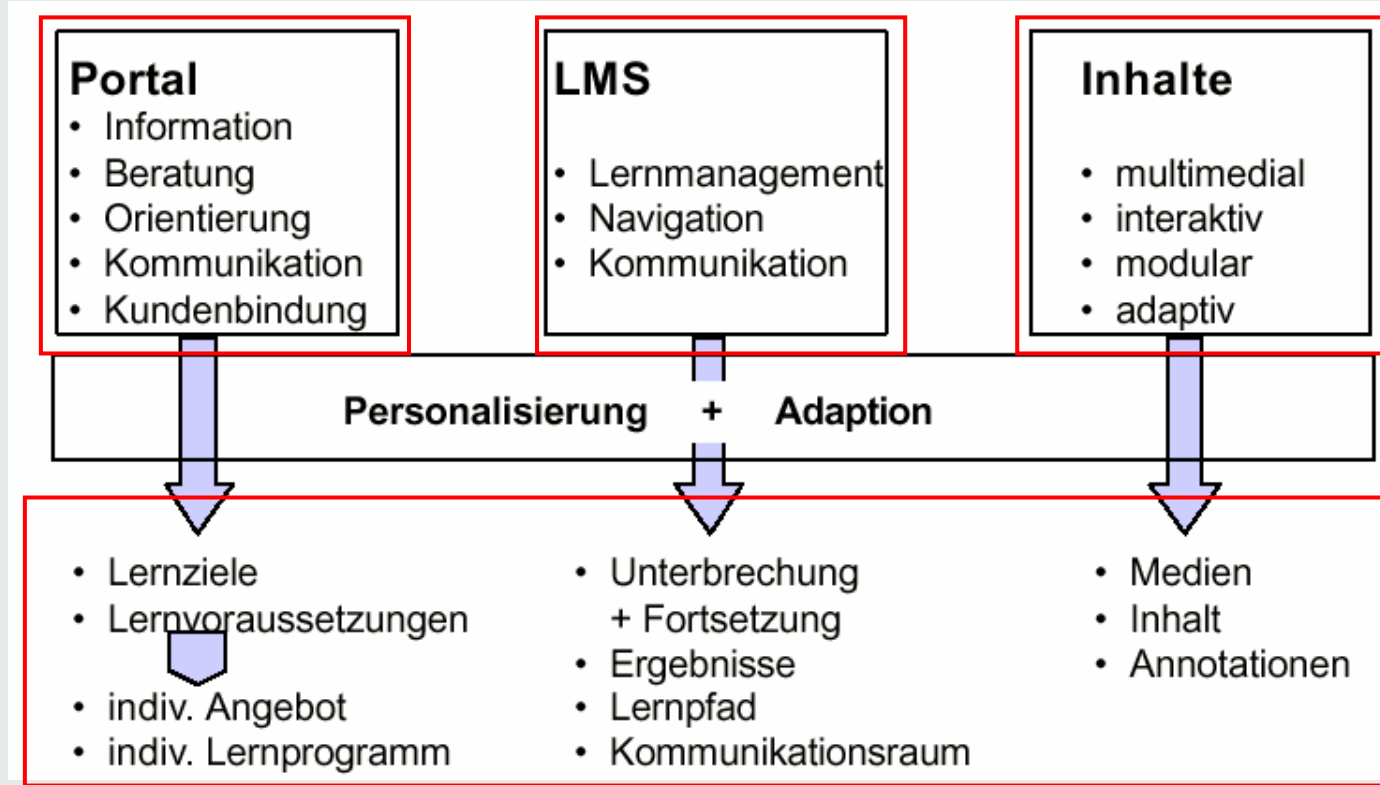 Portal
• Information
• Beratung
• Orientierung
• Kommunikation
• Kundenbindung
LMS
• Lernmanagement
• Navigation
• Kommunikation
Inhalte
• multimedial
• interaktiv
• modular
• adaptiv
Personalisierung + Adaption
• Lernziele
• Lernvoraussetzungen
• indiv. Angebot
• indiv. Lernprogramm
• Unterbrechung
+ Fortsetzung
• Ergebnisse
• Lernpfad
• Kommunikationsraum
• Medien
• Inhalt
• Annotationen